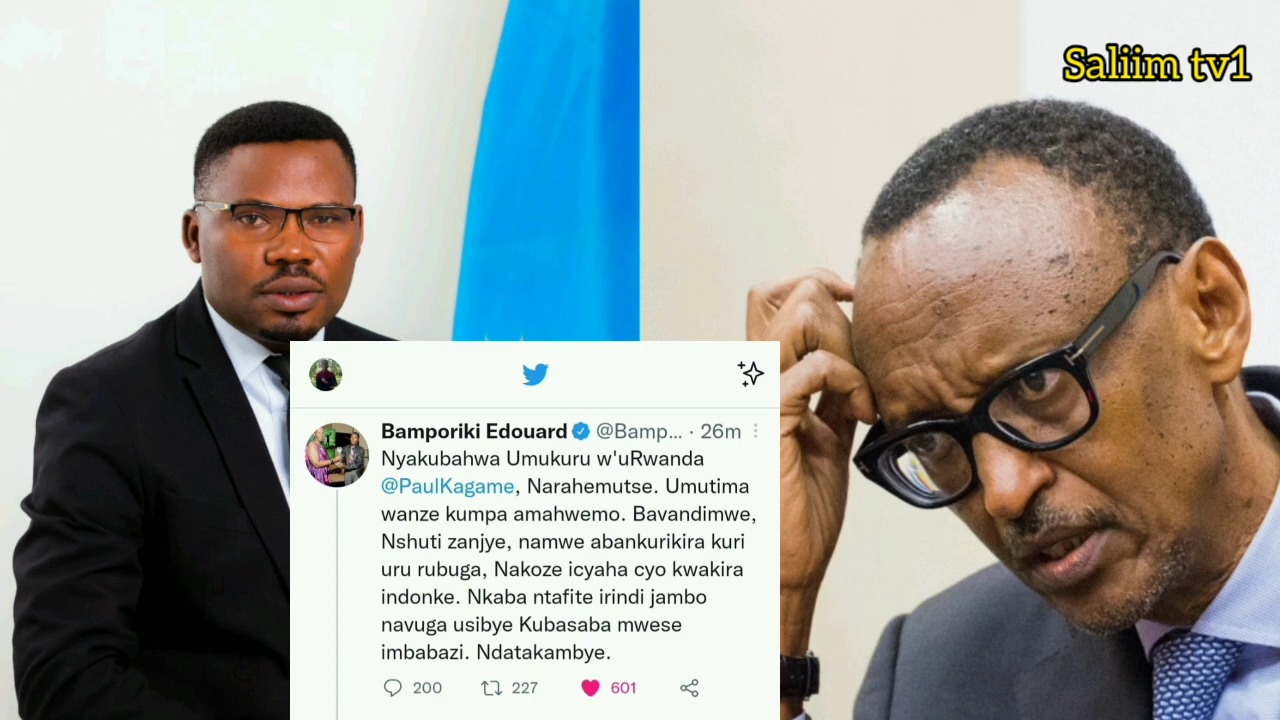 Saliim tv1
Bamporiki Edouard @Bamp... · 26m
Nyakubahwa Umukuru w'uRwanda
@PaulKagame, Narahemutse. Umutima
wanze kumpa amahwemo. Bavandimwe,
Nshuti zanjye, namwe abankurikira kuri
uru rubuga, Nakoze icyaha cyo kwakira
indonke. Nkaba ntafite irindi jambo
navuga usibye Kubasaba mwese
imbabazi. Ndatakambye.
200 227 601